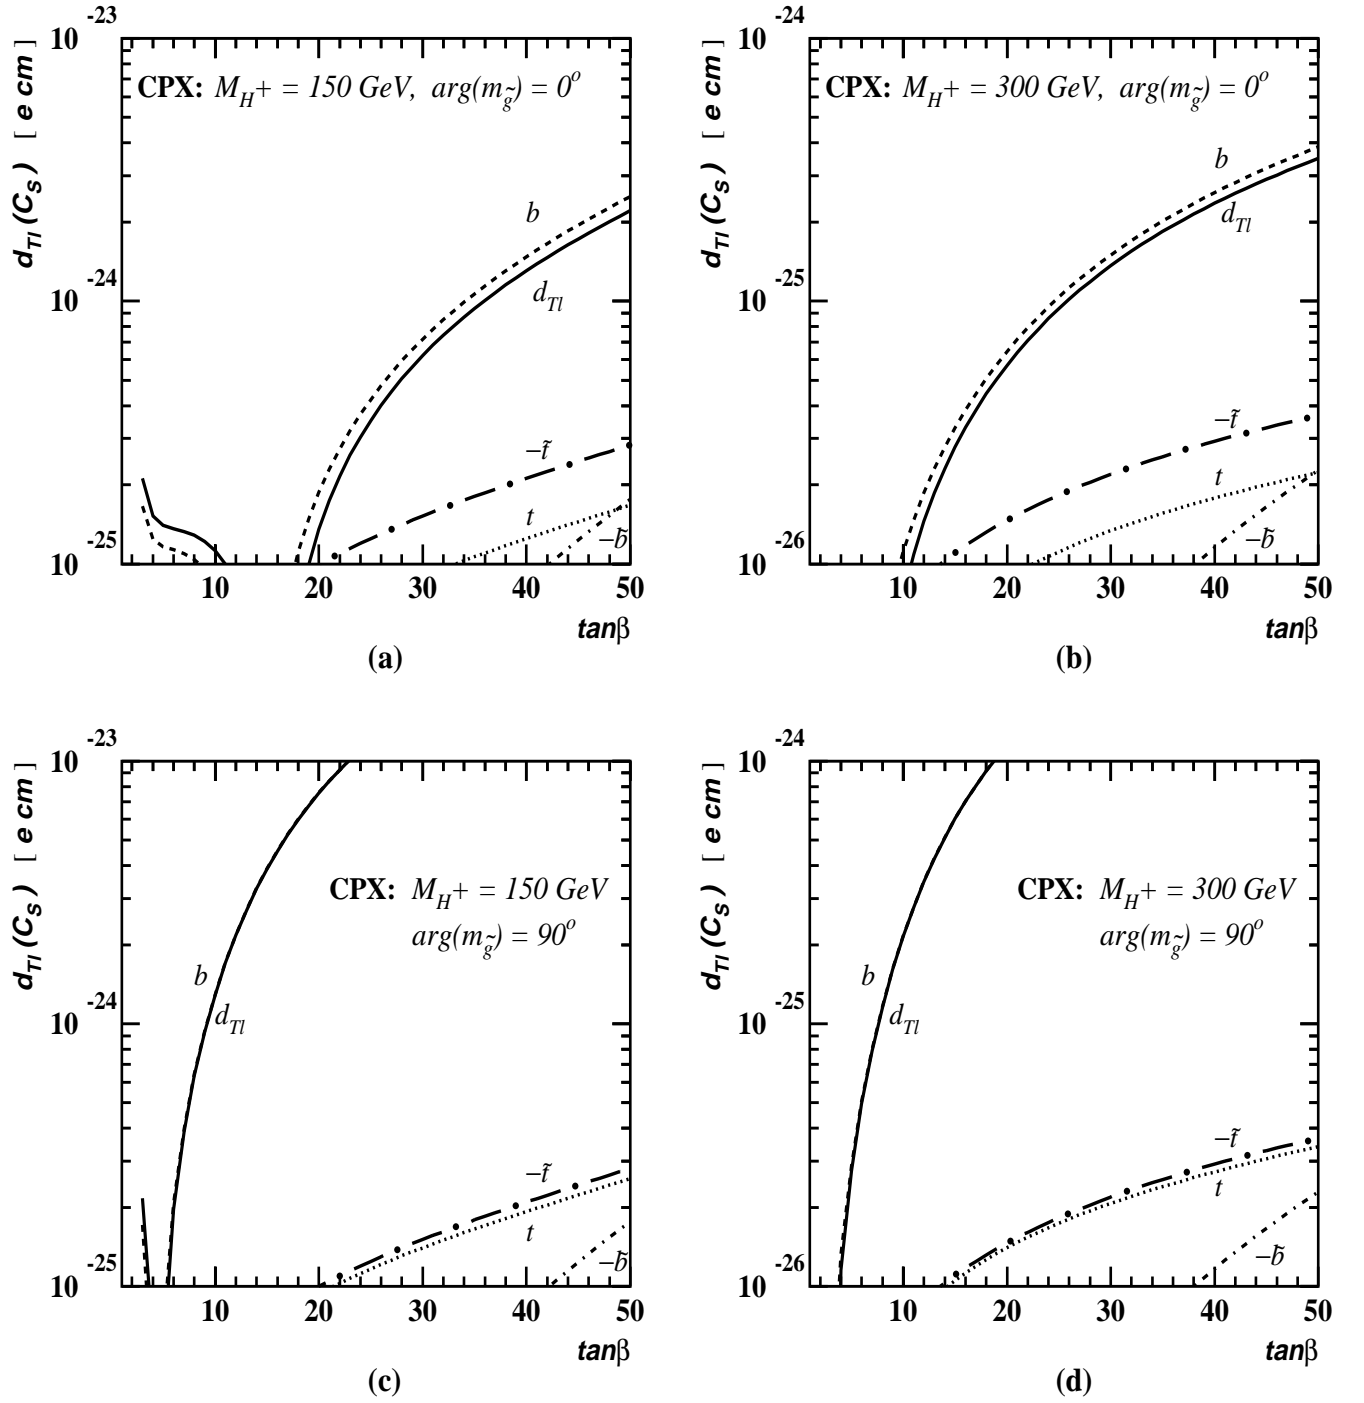 10^-23
CPX: M_H+ = 150 GeV, arg(m_g̃) = 0^o
d_Tl (C_S) [ e cm ]
b
10^-24
d_Tl
–t̃
t
–b̃
10^-25
10 20 30 40 50
tanβ
(a)
10^-24
CPX: M_H+ = 300 GeV, arg(m_g̃) = 0^o
d_Tl (C_S) [ e cm ]
b
d_Tl
10^-25
–t̃
t
–b̃
10^-26
10 20 30 40 50
tanβ
(b)
10^-23
d_Tl (C_S) [ e cm ]
CPX: M_H+ = 150 GeV
arg(m_g̃) = 90^o
b
d_Tl
10^-24
–t̃
t
–b̃
10^-25
10 20 30 40 50
tanβ
(c)
10^-24
d_Tl (C_S) [ e cm ]
CPX: M_H+ = 300 GeV
arg(m_g̃) = 90^o
b
d_Tl
10^-25
–t̃
t
–b̃
10^-26
10 20 30 40 50
tanβ
(d)